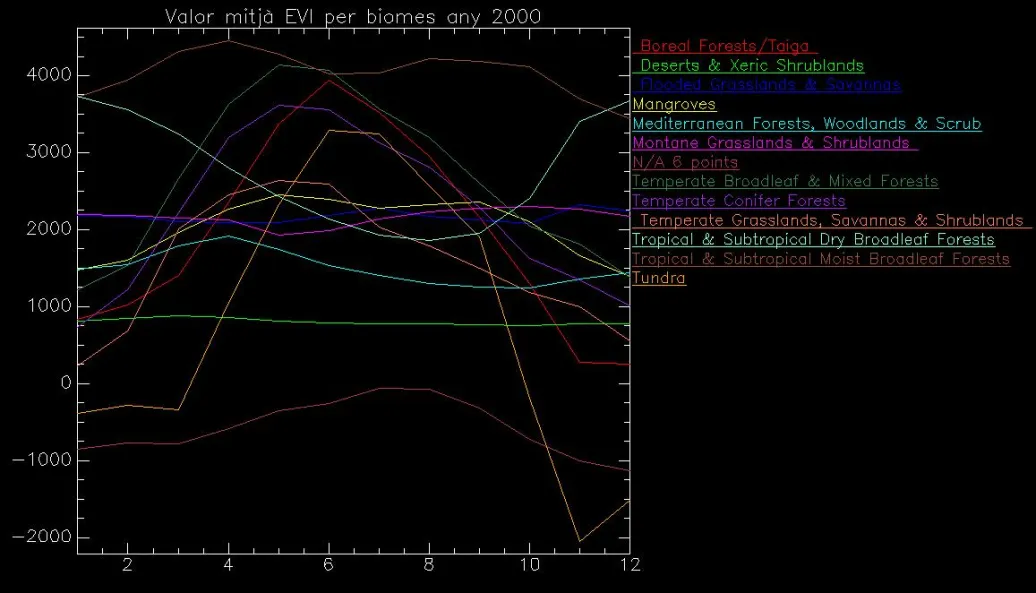 Valor mitjà EVI per biomes any 2000
4000
3000
2000
1000
0
−1000
−2000
2 4 6 8 10 12
Boreal Forests/Taiga
Deserts & Xeric Shrublands
Flooded Grasslands & Savannas
Mangroves
Mediterranean Forests, Woodlands & Scrub
Montane Grasslands & Shrublands
N/A 6 points
Temperate Broadleaf & Mixed Forests
Temperate Conifer Forests
Temperate Grasslands, Savannas & Shrublands
Tropical & Subtropical Dry Broadleaf Forests
Tropical & Subtropical Moist Broadleaf Forests
Tundra